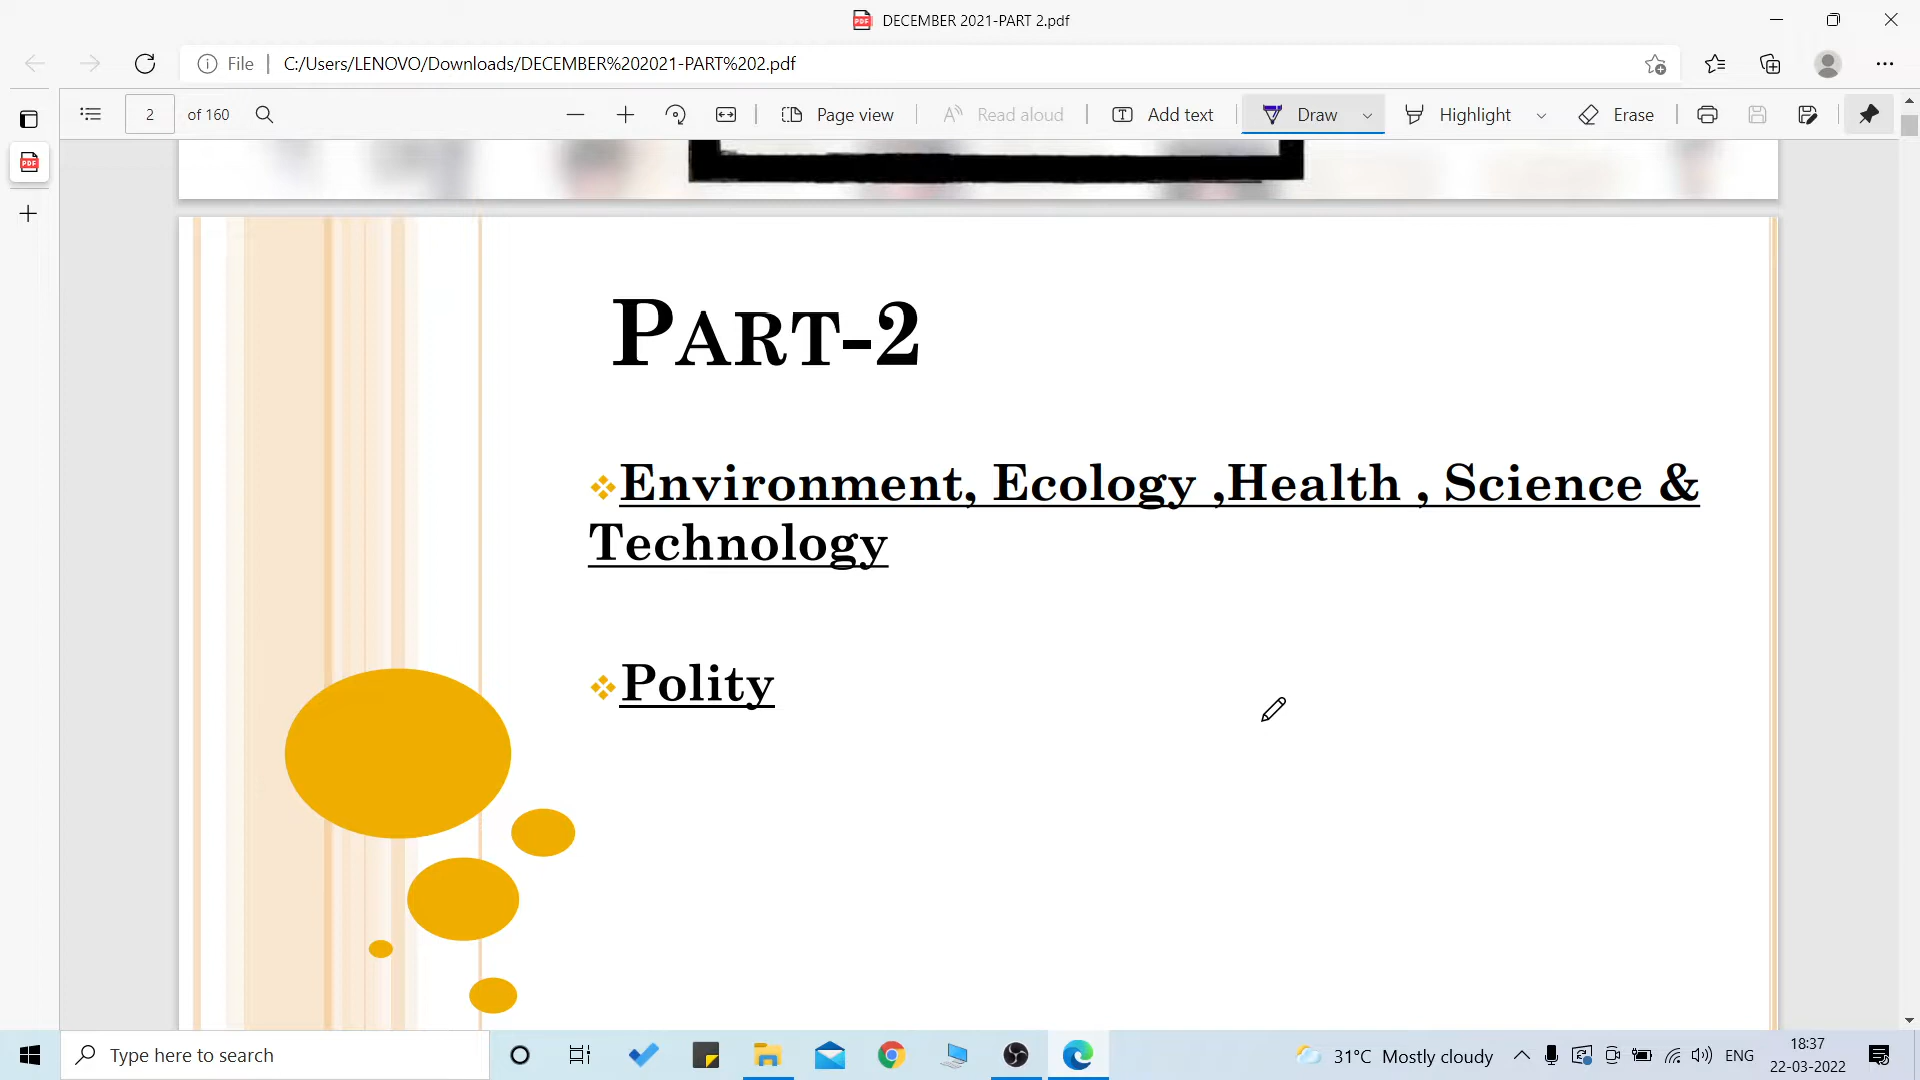 DECEMBER 2021-PART 2.pdf
File | C:/Users/LENOVO/Downloads/DECEMBER%202021-PART%202.pdf
2 of 160 Page view Read aloud Add text Draw Highlight Erase
PART-2
Environment, Ecology ,Health , Science &
Technology
Polity
Type here to search
31°C Mostly cloudy
ENG
18:37
22-03-2022